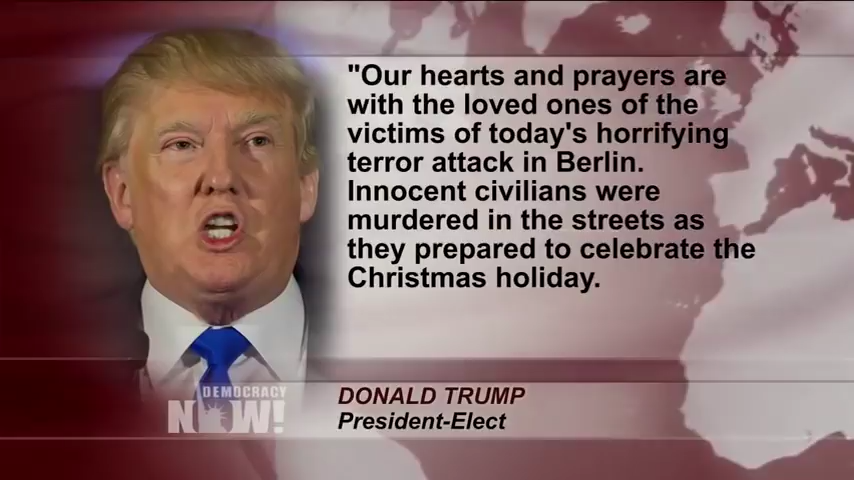 "Our hearts and prayers are
with the loved ones of the
victims of today's horrifying
terror attack in Berlin.
Innocent civilians were
murdered in the streets as
they prepared to celebrate the
Christmas holiday.
DONALD TRUMP
President-Elect
DEMOCRACY
NOW!